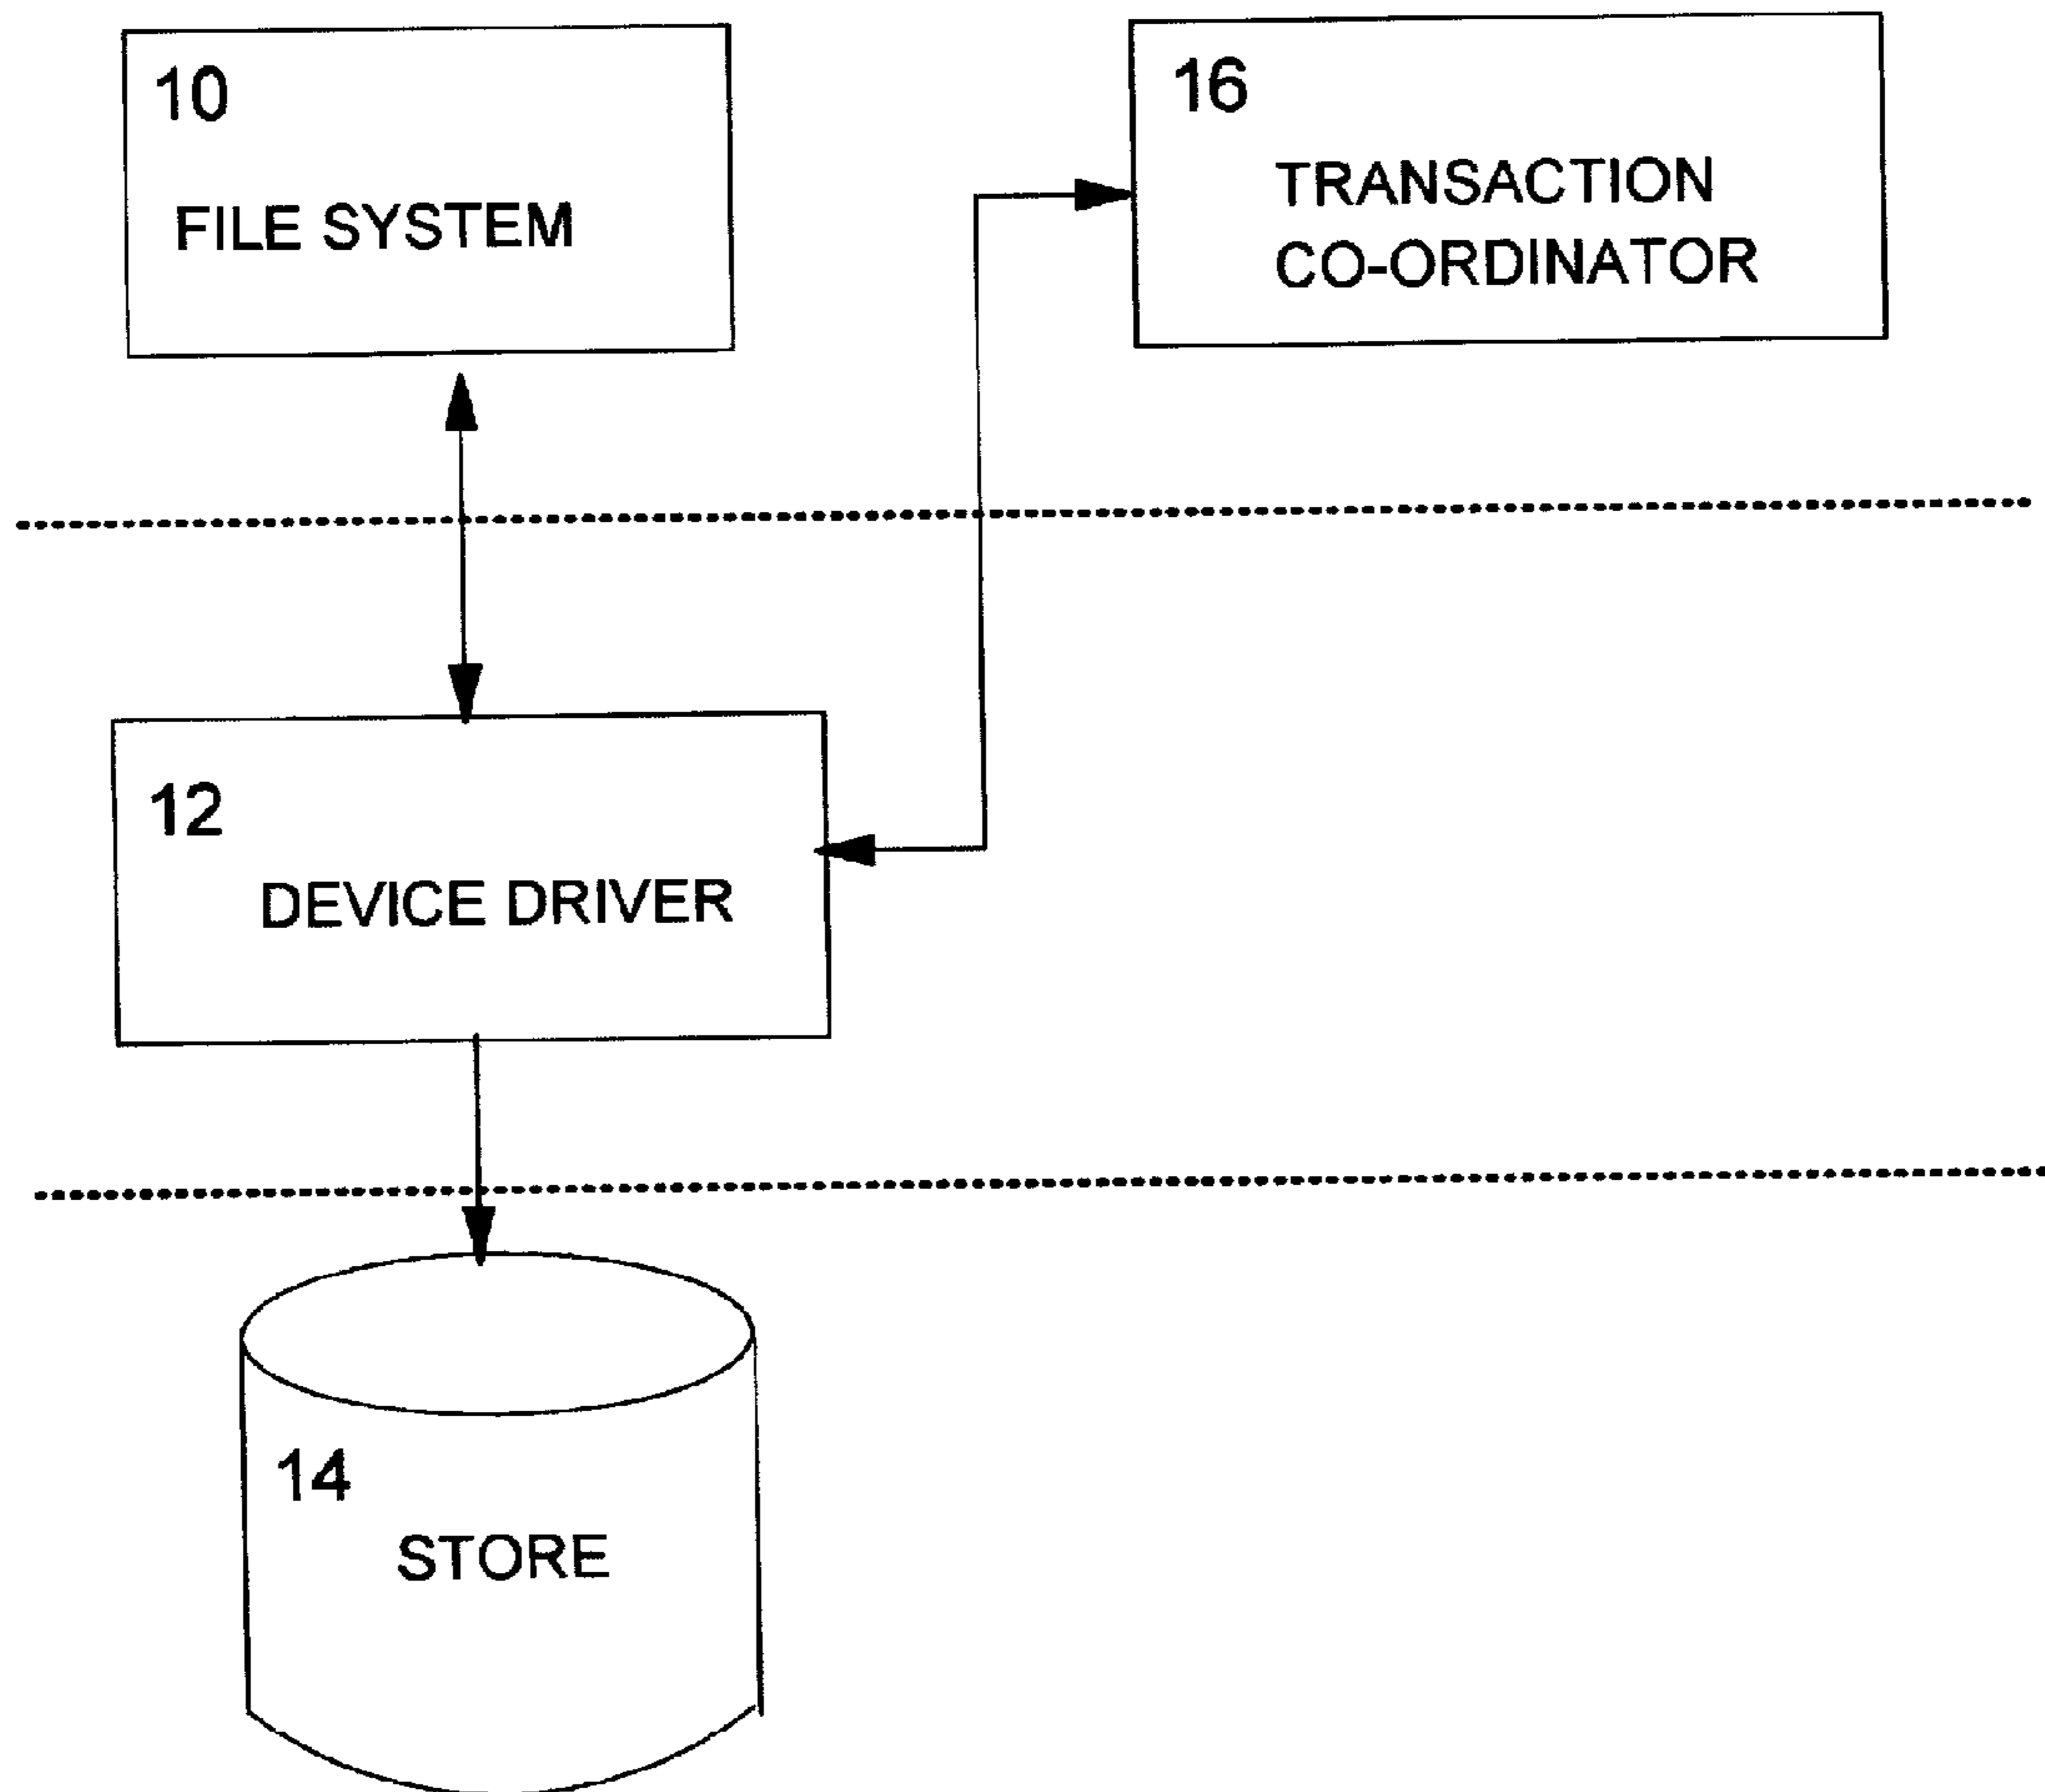 10
FILE SYSTEM
16
TRANSACTION
CO-ORDINATOR
12
DEVICE DRIVER
14
STORE